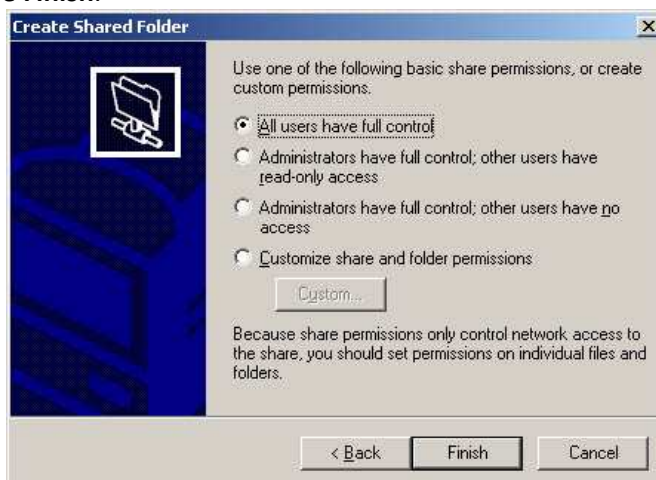 Finish.
Create Shared Folder
Use one of the following basic share permissions, or create
custom permissions.
All users have full control
Administrators have full control; other users have
read-only access
Administrators have full control; other users have no
access
Customize share and folder permissions
Custom...
Because share permissions only control network access to
the share, you should set permissions on individual files and
folders.
< Back
Finish
Cancel